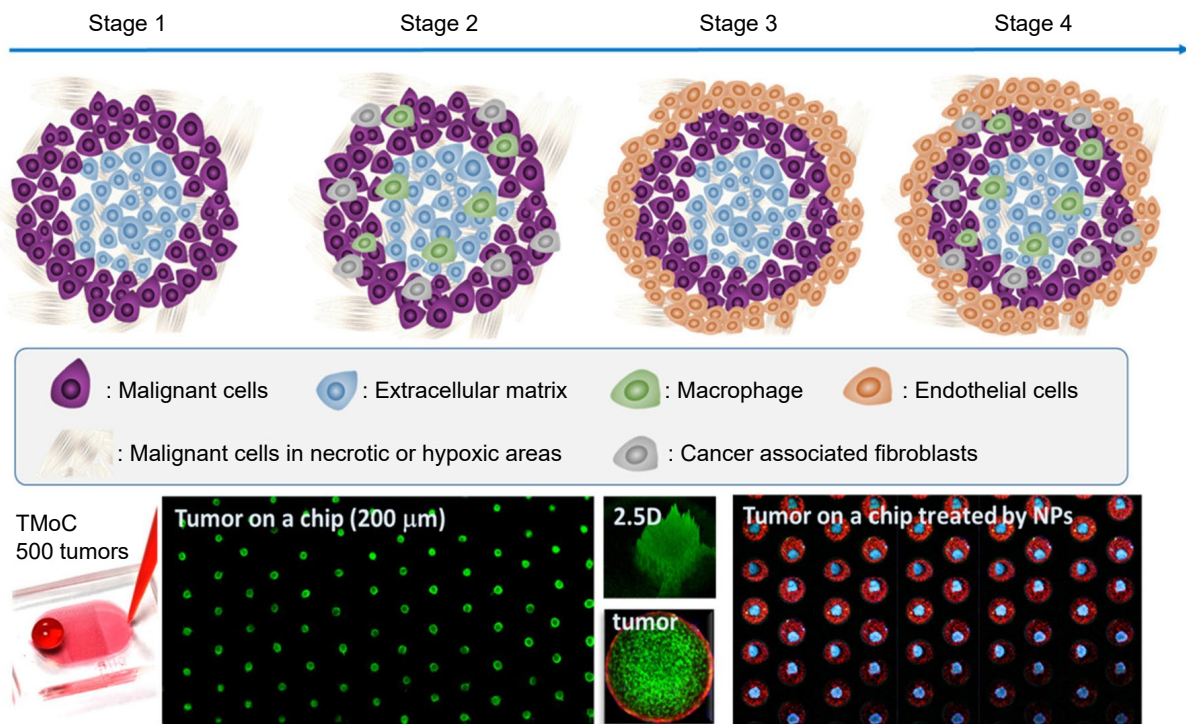 Stage 1 Stage 2 Stage 3 Stage 4
: Malignant cells : Extracellular matrix : Macrophage : Endothelial cells
: Malignant cells in necrotic or hypoxic areas : Cancer associated fibroblasts
TMoC
500 tumors
Tumor on a chip (200 μm)
2.5D
tumor
Tumor on a chip treated by NPs